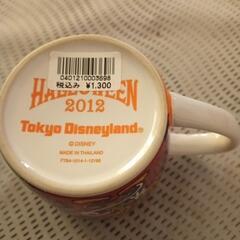 0401210003698
税込み ¥1,300
HALLOWEEN
2012
Tokyo Disneyland®
© DISNEY
MADE IN THAILAND